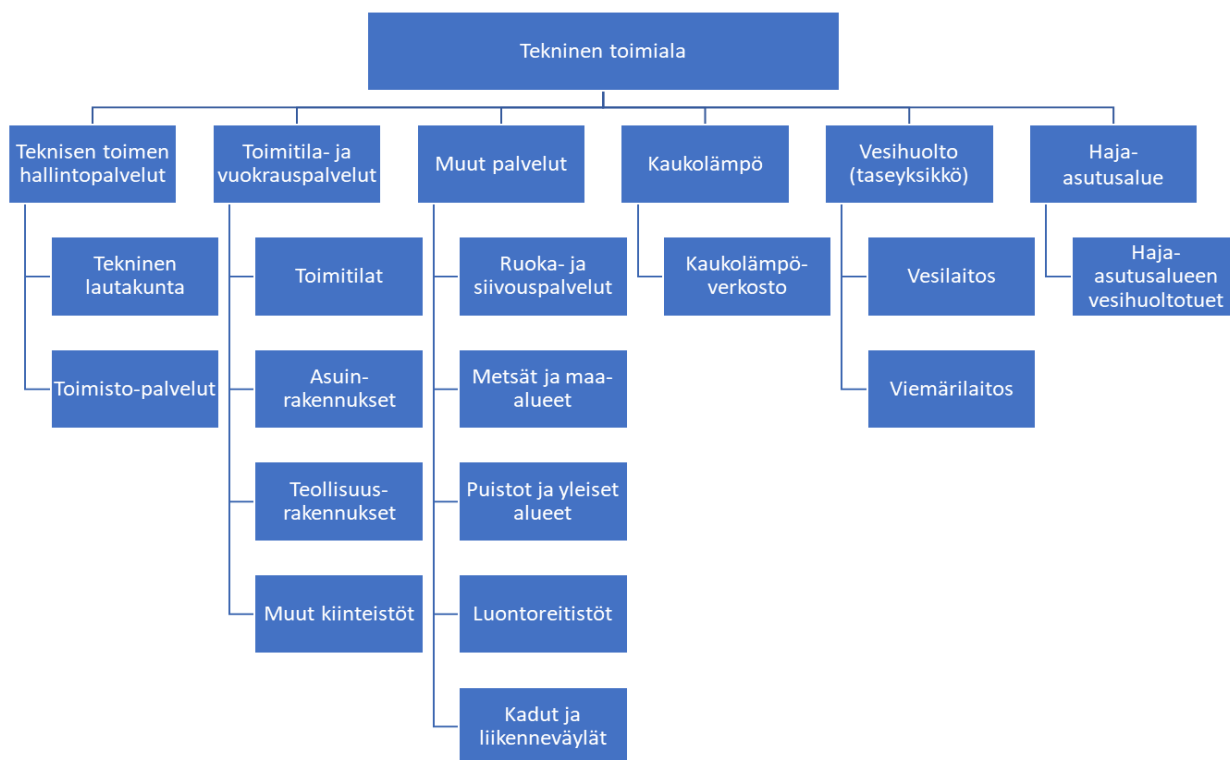 Tekninen toimiala
Teknisen toimen
hallintopalvelut
Tekninen
lautakunta
Toimisto-palvelut
Toimitila- ja
vuokrauspalvelut
Toimitilat
Asuin-
rakennukset
Teollisuus-
rakennukset
Muut kiinteistöt
Muut palvelut
Ruoka- ja
siivouspalvelut
Metsät ja maa-
alueet
Puistot ja yleiset
alueet
Luontoreitistöt
Kadut ja
liikenneväylät
Kaukolämpö
Kaukolämpö-
verkosto
Vesihuolto
(taseyksikkö)
Vesilaitos
Viemärilaitos
Haja-
asutusalue
Haja-
asutusalueen
vesihuoltotuet